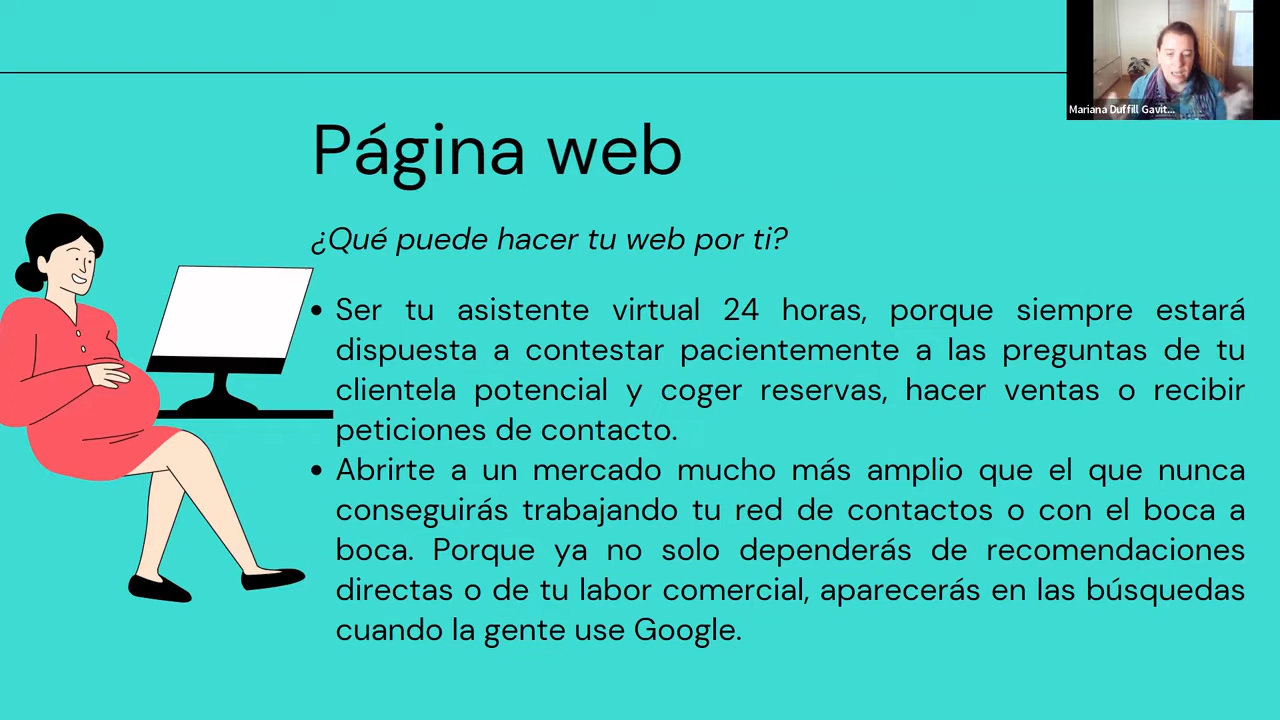 Mariana Duffill Gavit...
Página web
¿Qué puede hacer tu web por ti?
• Ser tu asistente virtual 24 horas, porque siempre estará
dispuesta a contestar pacientemente a las preguntas de tu
clientela potencial y coger reservas, hacer ventas o recibir
peticiones de contacto.
• Abrirte a un mercado mucho más amplio que el que nunca
conseguirás trabajando tu red de contactos o con el boca a
boca. Porque ya no solo dependerás de recomendaciones
directas o de tu labor comercial, aparecerás en las búsquedas
cuando la gente use Google.